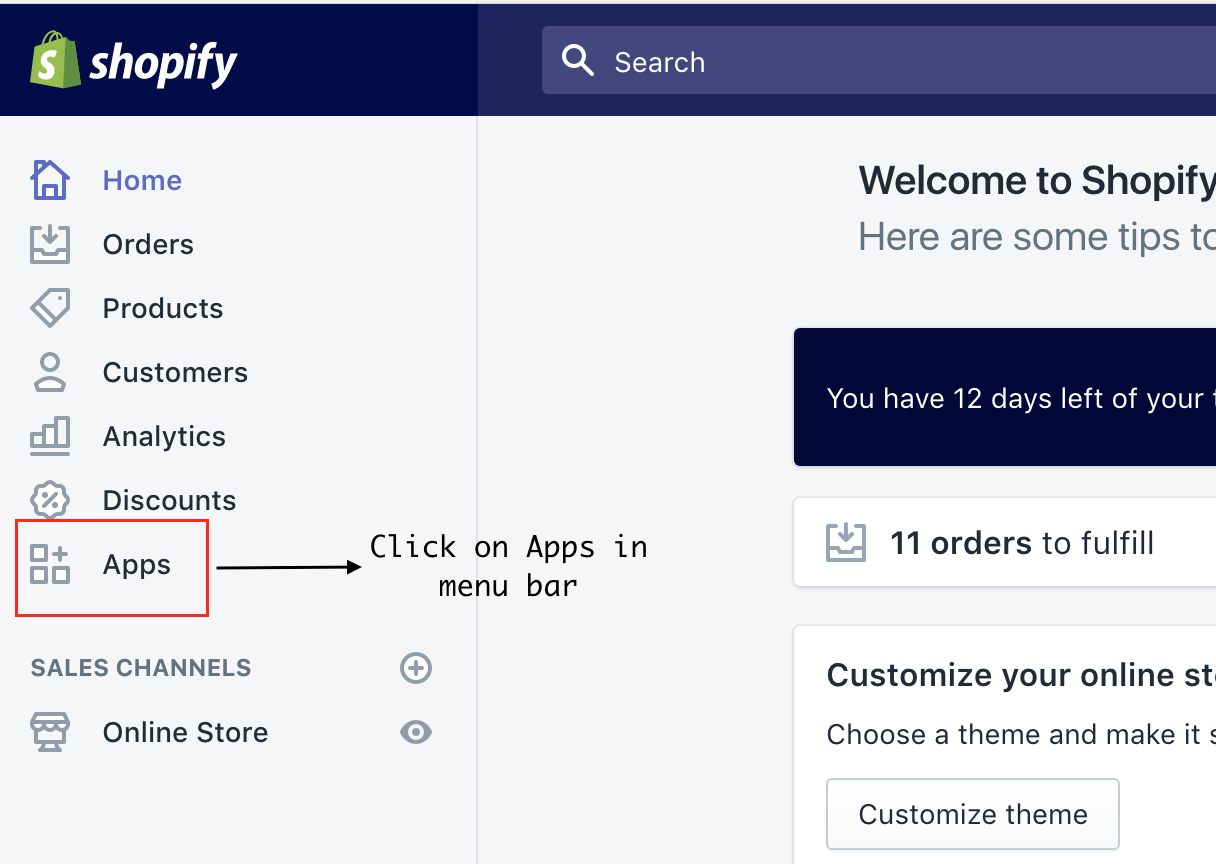 shopify
Search
Home
Orders
Products
Customers
Analytics
Discounts
Apps
Click on Apps in
menu bar
SALES CHANNELS
Online Store
Welcome to Shopify
Here are some tips to
You have 12 days left of your
11 orders to fulfill
Customize your online
Choose a theme and make it
Customize theme